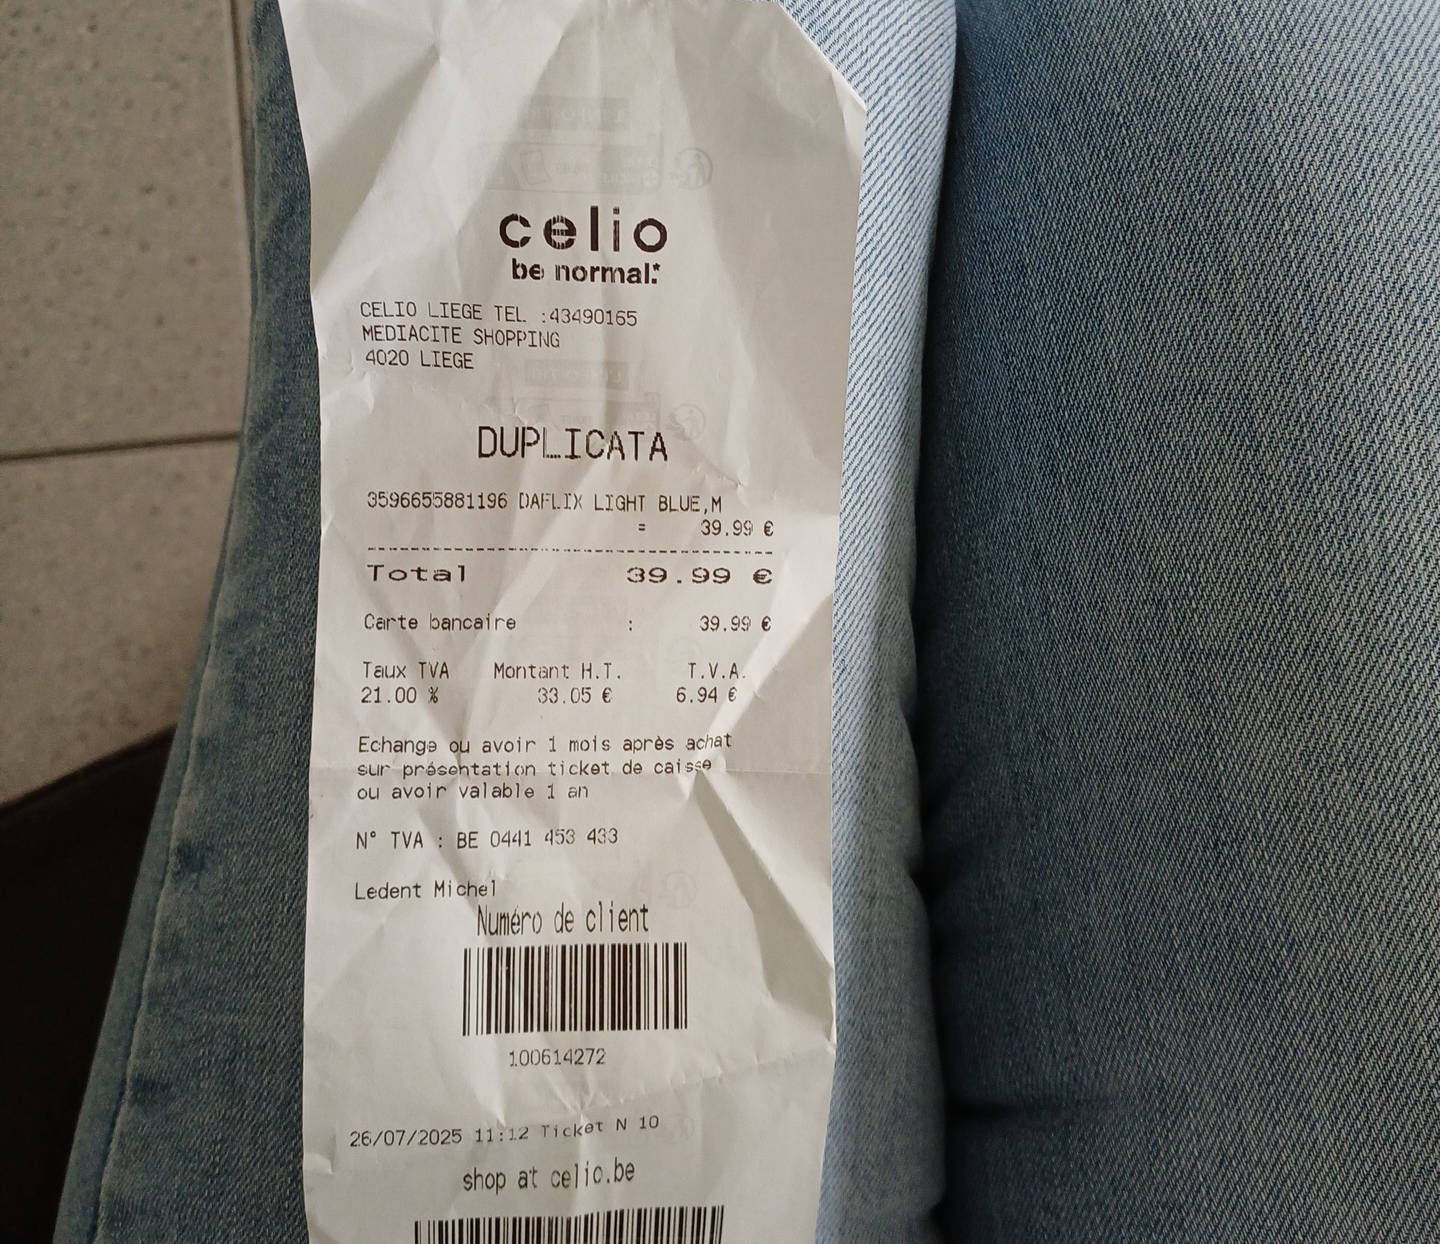 celio
be normal.*
CELIO LIEGE TEL :43490165
MEDIACITE SHOPPING
4020 LIEGE
DUPLICATA
3596655881196 DAFLIX LIGHT BLUE,M
= 39.99 €
Total 39.99 €
Carte bancaire : 39.99 €
Taux TVA Montant H.T. T.V.A.
21.00 % 33.05 € 6.94 €
Echange ou avoir 1 mois après achat
sur présentation ticket de caisse
ou avoir valable 1 an
N° TVA : BE 0441 453 433
Ledent Michel
Numéro de client
100614272
26/07/2025 11:12 Ticket N 10
shop at celio.be